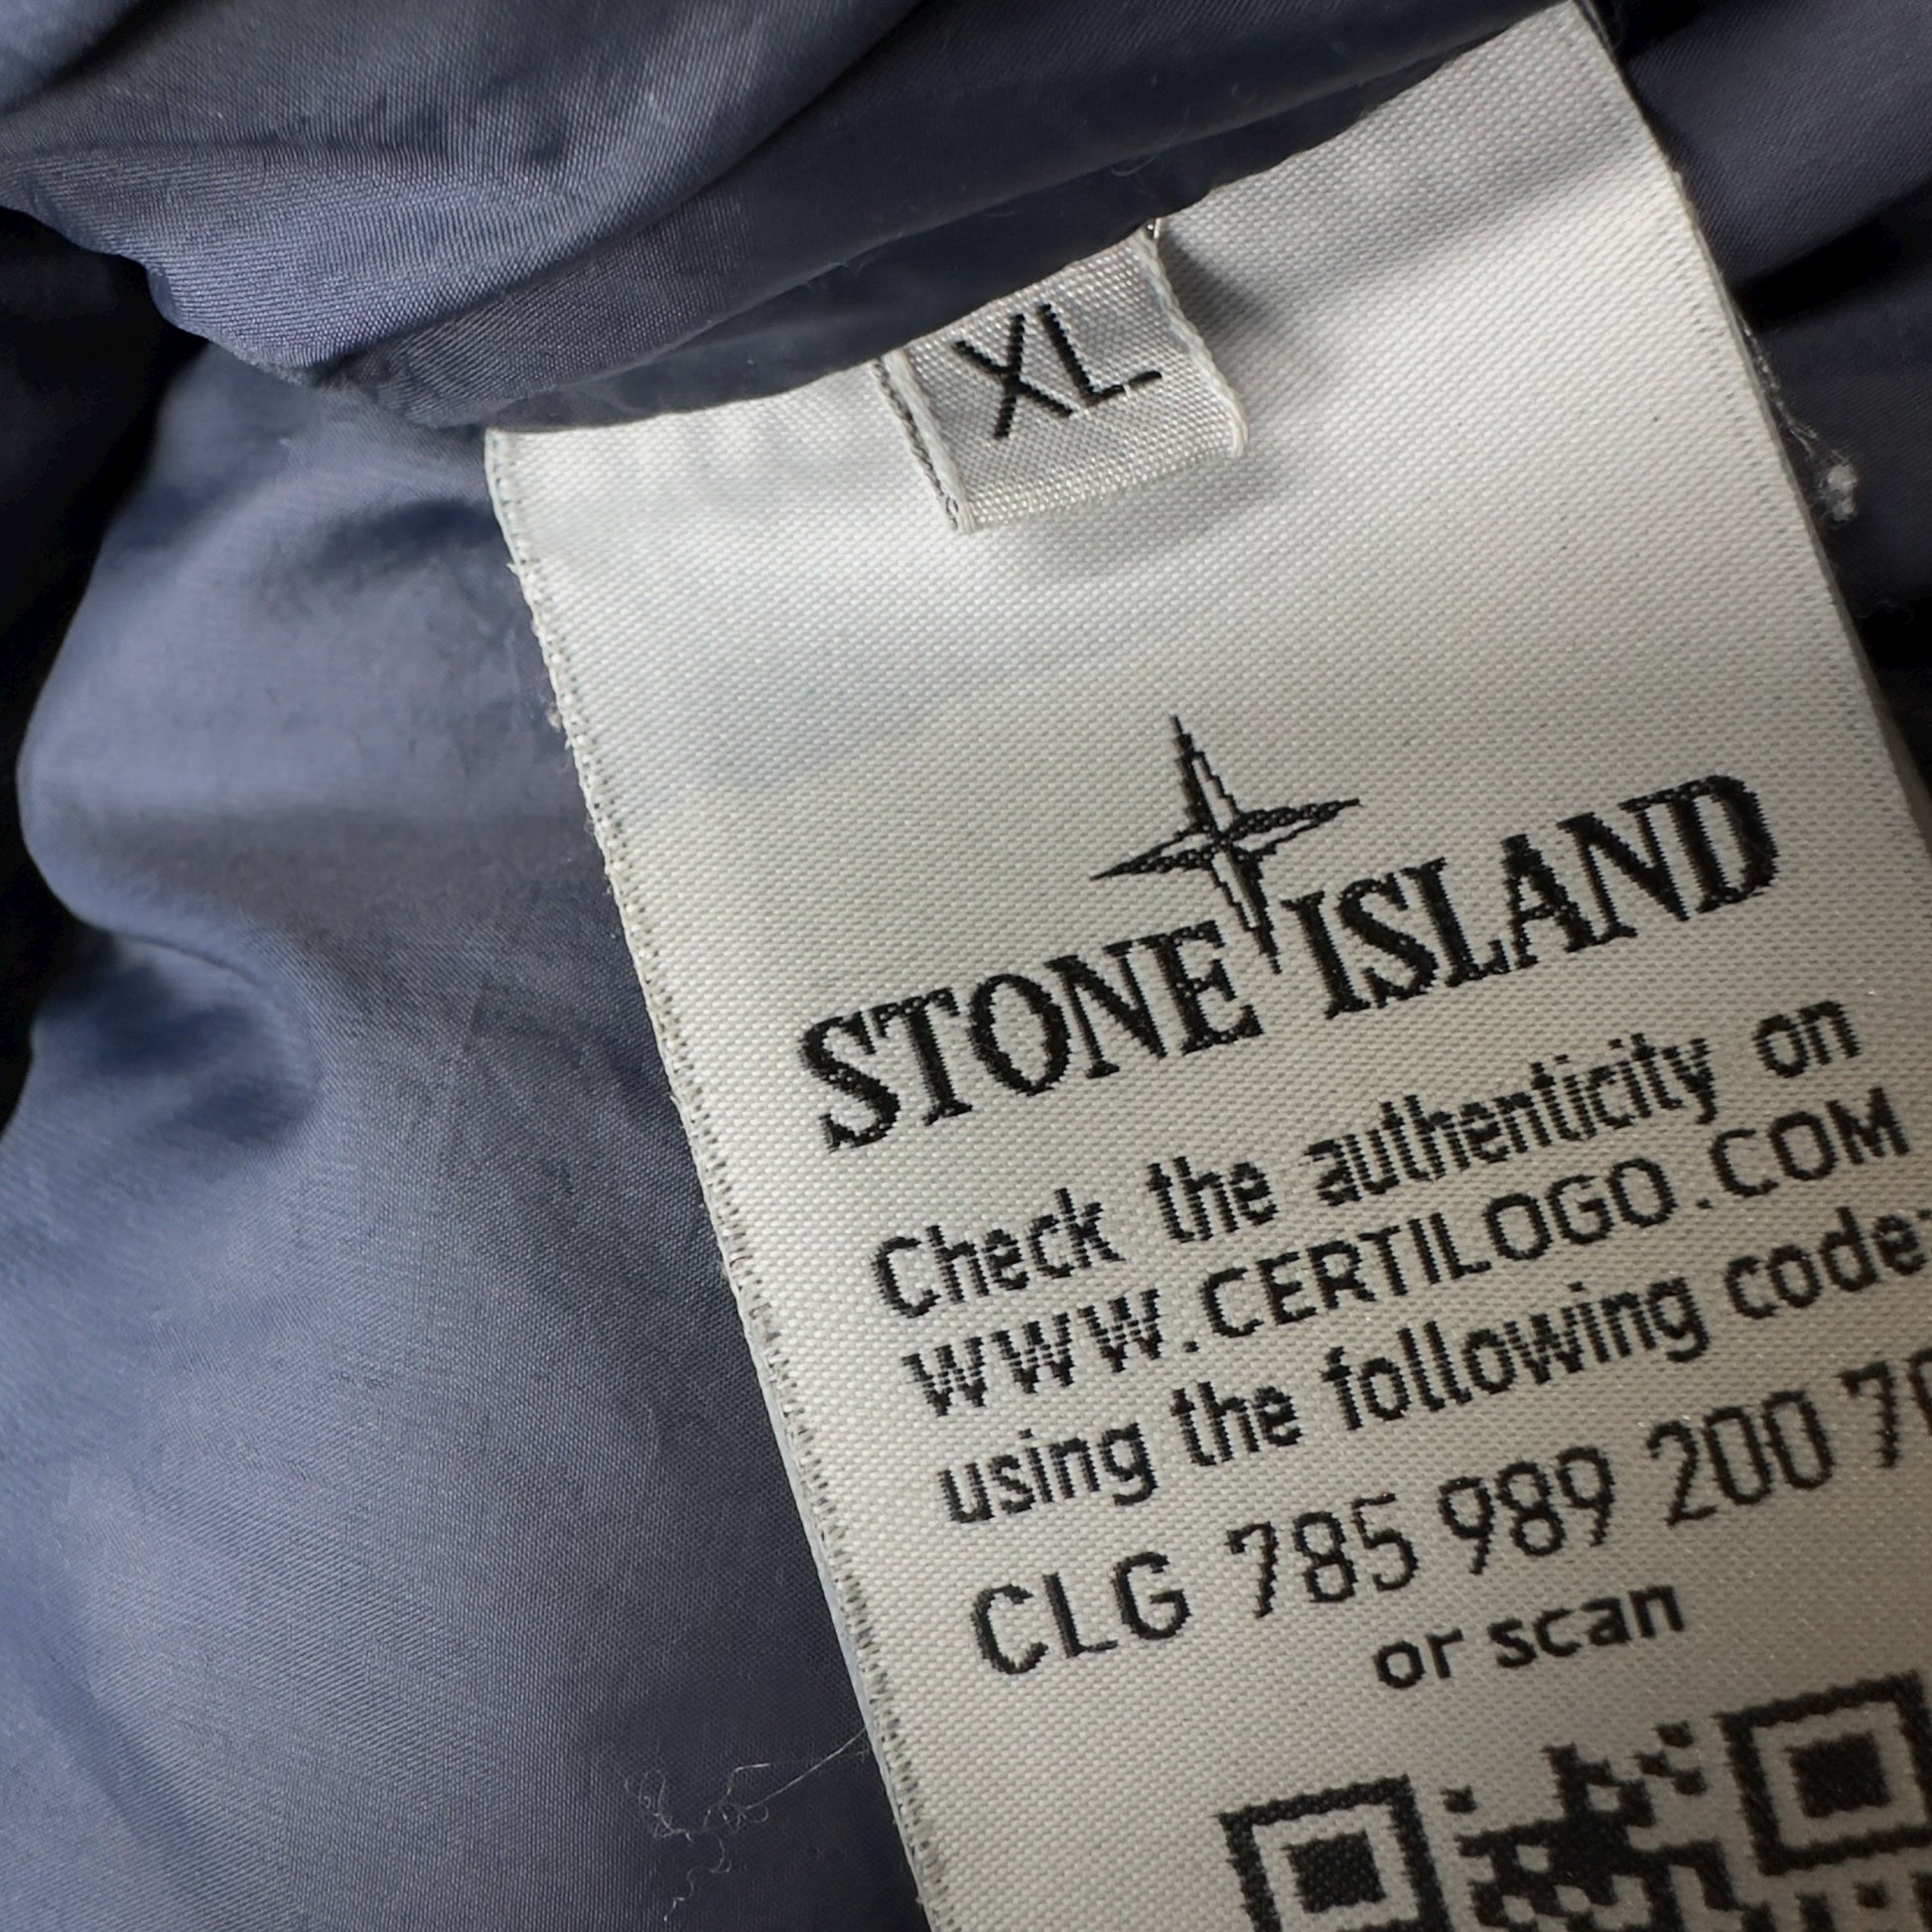 XL
STONE ISLAND
Check the authenticity on
WWW.CERTILOGO.COM
using the following code:
CLG 785 989 200 7
or scan